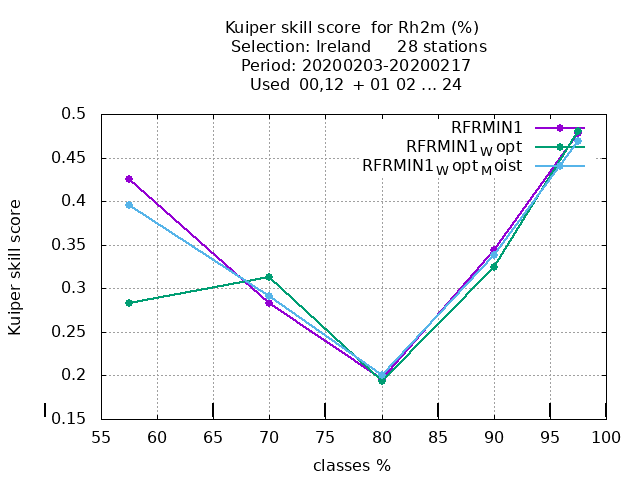 Kuiper skill score for Rh2m (%)
Selection: Ireland 28 stations
Period: 20200203-20200217
Used 00,12 + 01 02 ... 24
RFRMIN1
RFRMIN1Wopt
RFRMIN1WoptMoist
Kuiper skill score
0.5
0.45
0.4
0.35
0.3
0.25
0.2
0.15
55 60 65 70 75 80 85 90 95 100
classes %